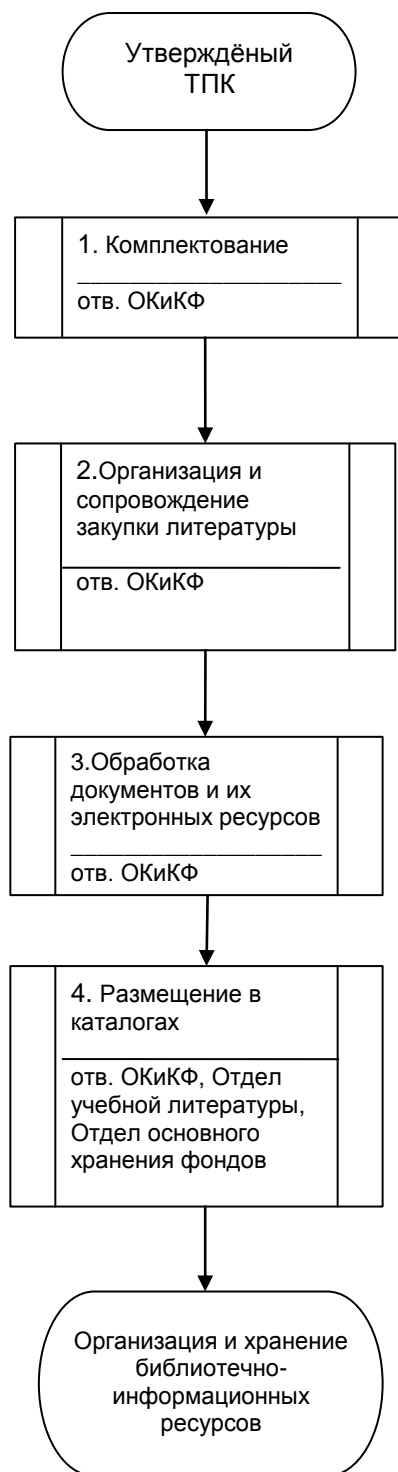 Утверждёный
ТПК
1. Комплектование
отв. ОКиКФ
2.Организация и
сопровождение
закупки литературы
отв. ОКиКФ
3.Обработка
документов и их
электронных ресурсов
отв. ОКиКФ
4. Размещение в
каталогах
отв. ОКиКФ, Отдел
учебной литературы,
Отдел основного
хранения фондов
Организация и хранение
библиотечно-
информационных
ресурсов